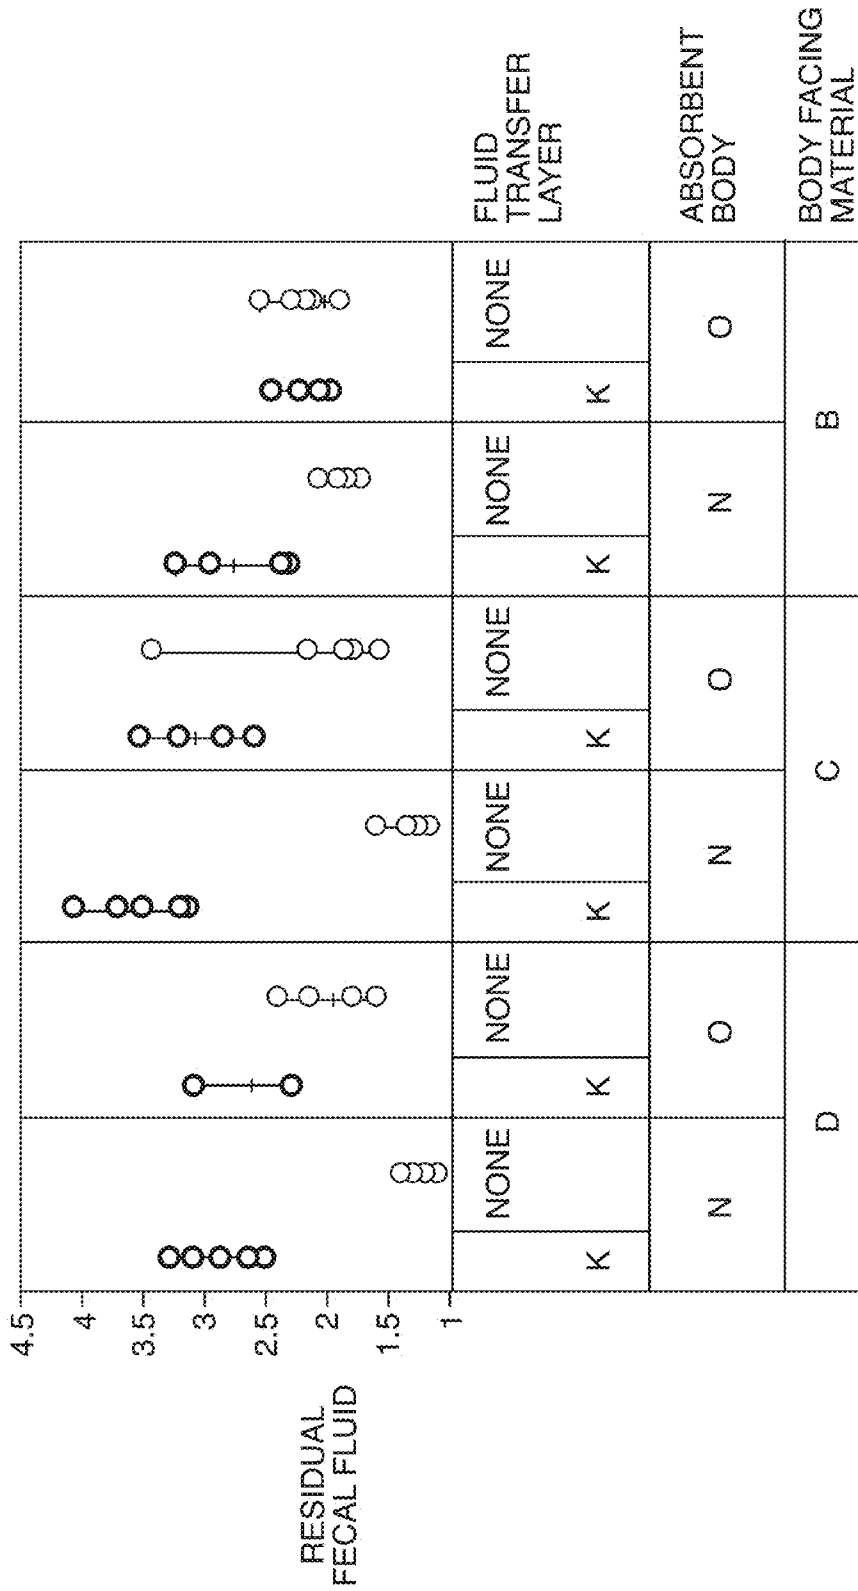 4.5
4
3.5
3
2.5
2
1.5
1
RESIDUAL
FECAL FLUID
NONE NONE NONE NONE NONE NONE
K K K K K K
FLUID
TRANSFER
LAYER
N O N O N O
ABSORBENT
BODY
D C B
BODY FACING
MATERIAL